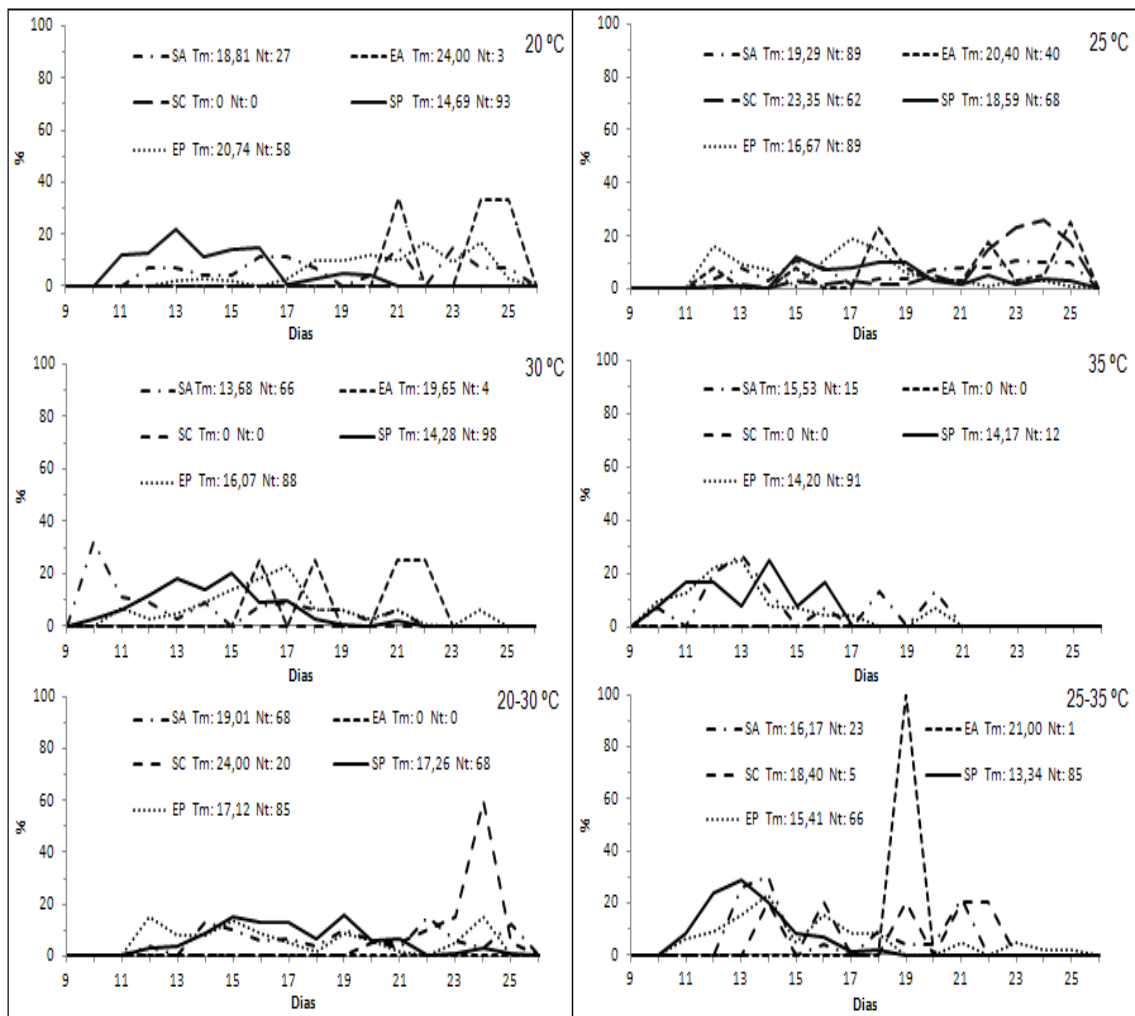 20 ºC
SA Tm: 18,81 Nt: 27
EA Tm: 24,00 Nt: 3
SC Tm: 0 Nt: 0
SP Tm: 14,69 Nt: 93
EP Tm: 20,74 Nt: 58
100
80
60
40
20
0
%
9 11 13 15 17 19 21 23 25
Dias
25 ºC
SA Tm: 19,29 Nt: 89
EA Tm: 20,40 Nt: 40
SC Tm: 23,35 Nt: 62
SP Tm: 18,59 Nt: 68
EP Tm: 16,67 Nt: 89
100
80
60
40
20
0
%
9 11 13 15 17 19 21 23 25
Dias
30 ºC
SA Tm: 13,68 Nt: 66
EA Tm: 19,65 Nt: 4
SC Tm: 0 Nt: 0
SP Tm: 14,28 Nt: 98
EP Tm: 16,07 Nt: 88
100
80
60
40
20
0
%
9 11 13 15 17 19 21 23 25
Dias
35 ºC
SA Tm: 15,53 Nt: 15
EA Tm: 0 Nt: 0
SC Tm: 0 Nt: 0
SP Tm: 14,17 Nt: 12
EP Tm: 14,20 Nt: 91
100
80
60
40
20
0
%
9 11 13 15 17 19 21 23 25
Dias
20-30 ºC
SA Tm: 19,01 Nt: 68
EA Tm: 0 Nt: 0
SC Tm: 24,00 Nt: 20
SP Tm: 17,26 Nt: 68
EP Tm: 17,12 Nt: 85
100
80
60
40
20
0
%
9 11 13 15 17 19 21 23 25
Dias
25-35 ºC
SA Tm: 16,17 Nt: 23
EA Tm: 21,00 Nt: 1
SC Tm: 18,40 Nt: 5
SP Tm: 13,34 Nt: 85
EP Tm: 15,41 Nt: 66
100
80
60
40
20
0
%
9 11 13 15 17 19 21 23 25
Dias